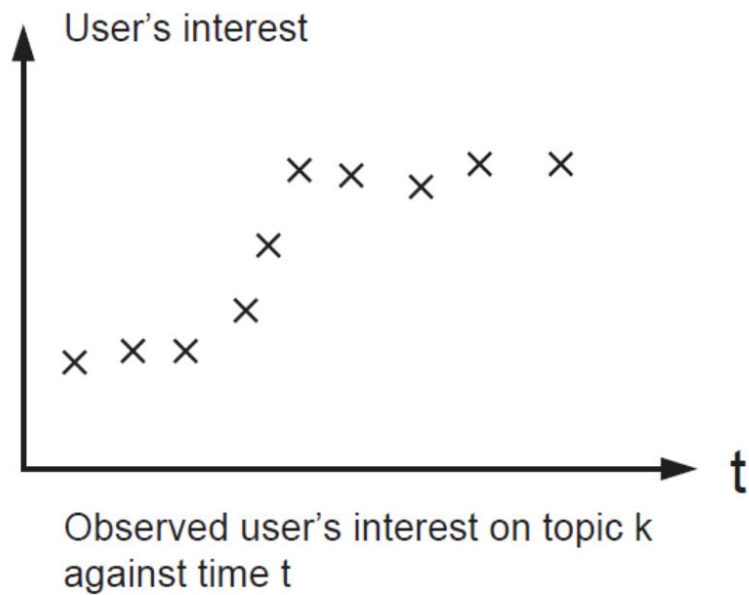 User's interest
t
Observed user's interest on topic k
against time t